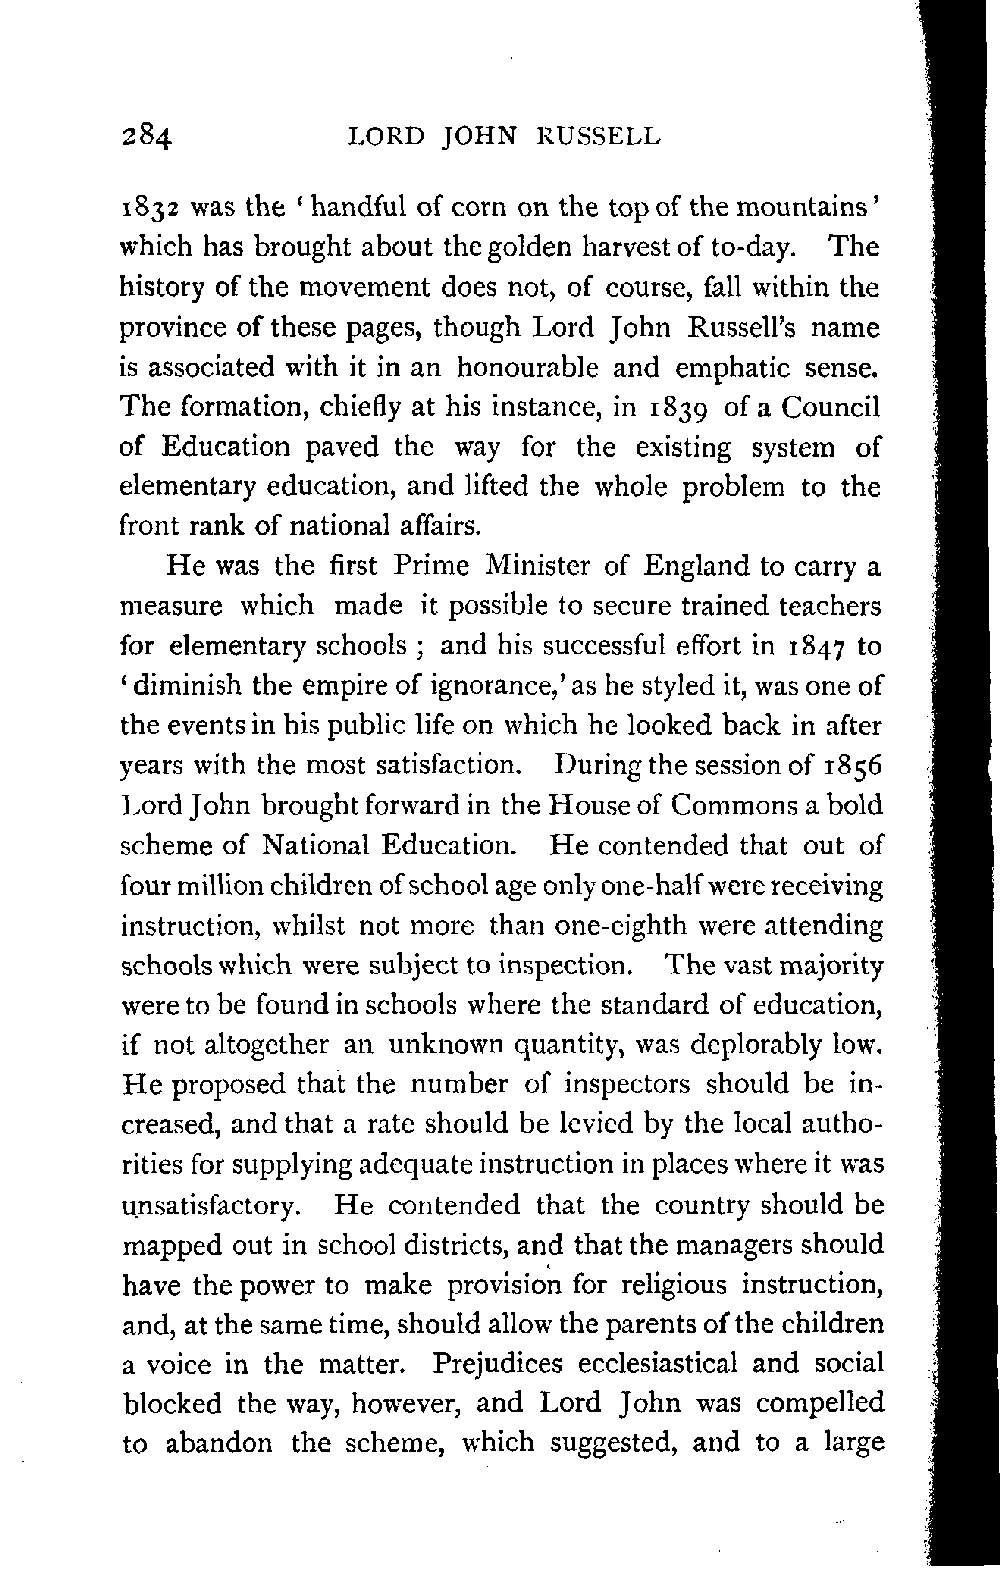 284 LORD JOHN RUSSELL
1832 was the ‘ handful of corn on the top of the mountains ’
which has brought about the golden harvest of to-day. The
history of the movement does not, of course, fall within the
province of these pages, though Lord John Russell’s name
is associated with it in an honourable and emphatic sense.
The formation, chiefly at his instance, in 1839 of a Council
of Education paved the way for the existing system of
elementary education, and lifted the whole problem to the
front rank of national affairs.
He was the first Prime Minister of England to carry a
measure which made it possible to secure trained teachers
for elementary schools ; and his successful effort in 1847 to
‘ diminish the empire of ignorance,’ as he styled it, was one of
the events in his public life on which he looked back in after
years with the most satisfaction. During the session of 1856
Lord John brought forward in the House of Commons a bold
scheme of National Education. He contended that out of
four million children of school age only one-half were receiving
instruction, whilst not more than one-eighth were attending
schools which were subject to inspection. The vast majority
were to be found in schools where the standard of education,
if not altogether an unknown quantity, was deplorably low.
He proposed that the number of inspectors should be in-
creased, and that a rate should be levied by the local autho-
rities for supplying adequate instruction in places where it was
unsatisfactory. He contended that the country should be
mapped out in school districts, and that the managers should
have the power to make provision for religious instruction,
and, at the same time, should allow the parents of the children
a voice in the matter. Prejudices ecclesiastical and social
blocked the way, however, and Lord John was compelled
to abandon the scheme, which suggested, and to a large